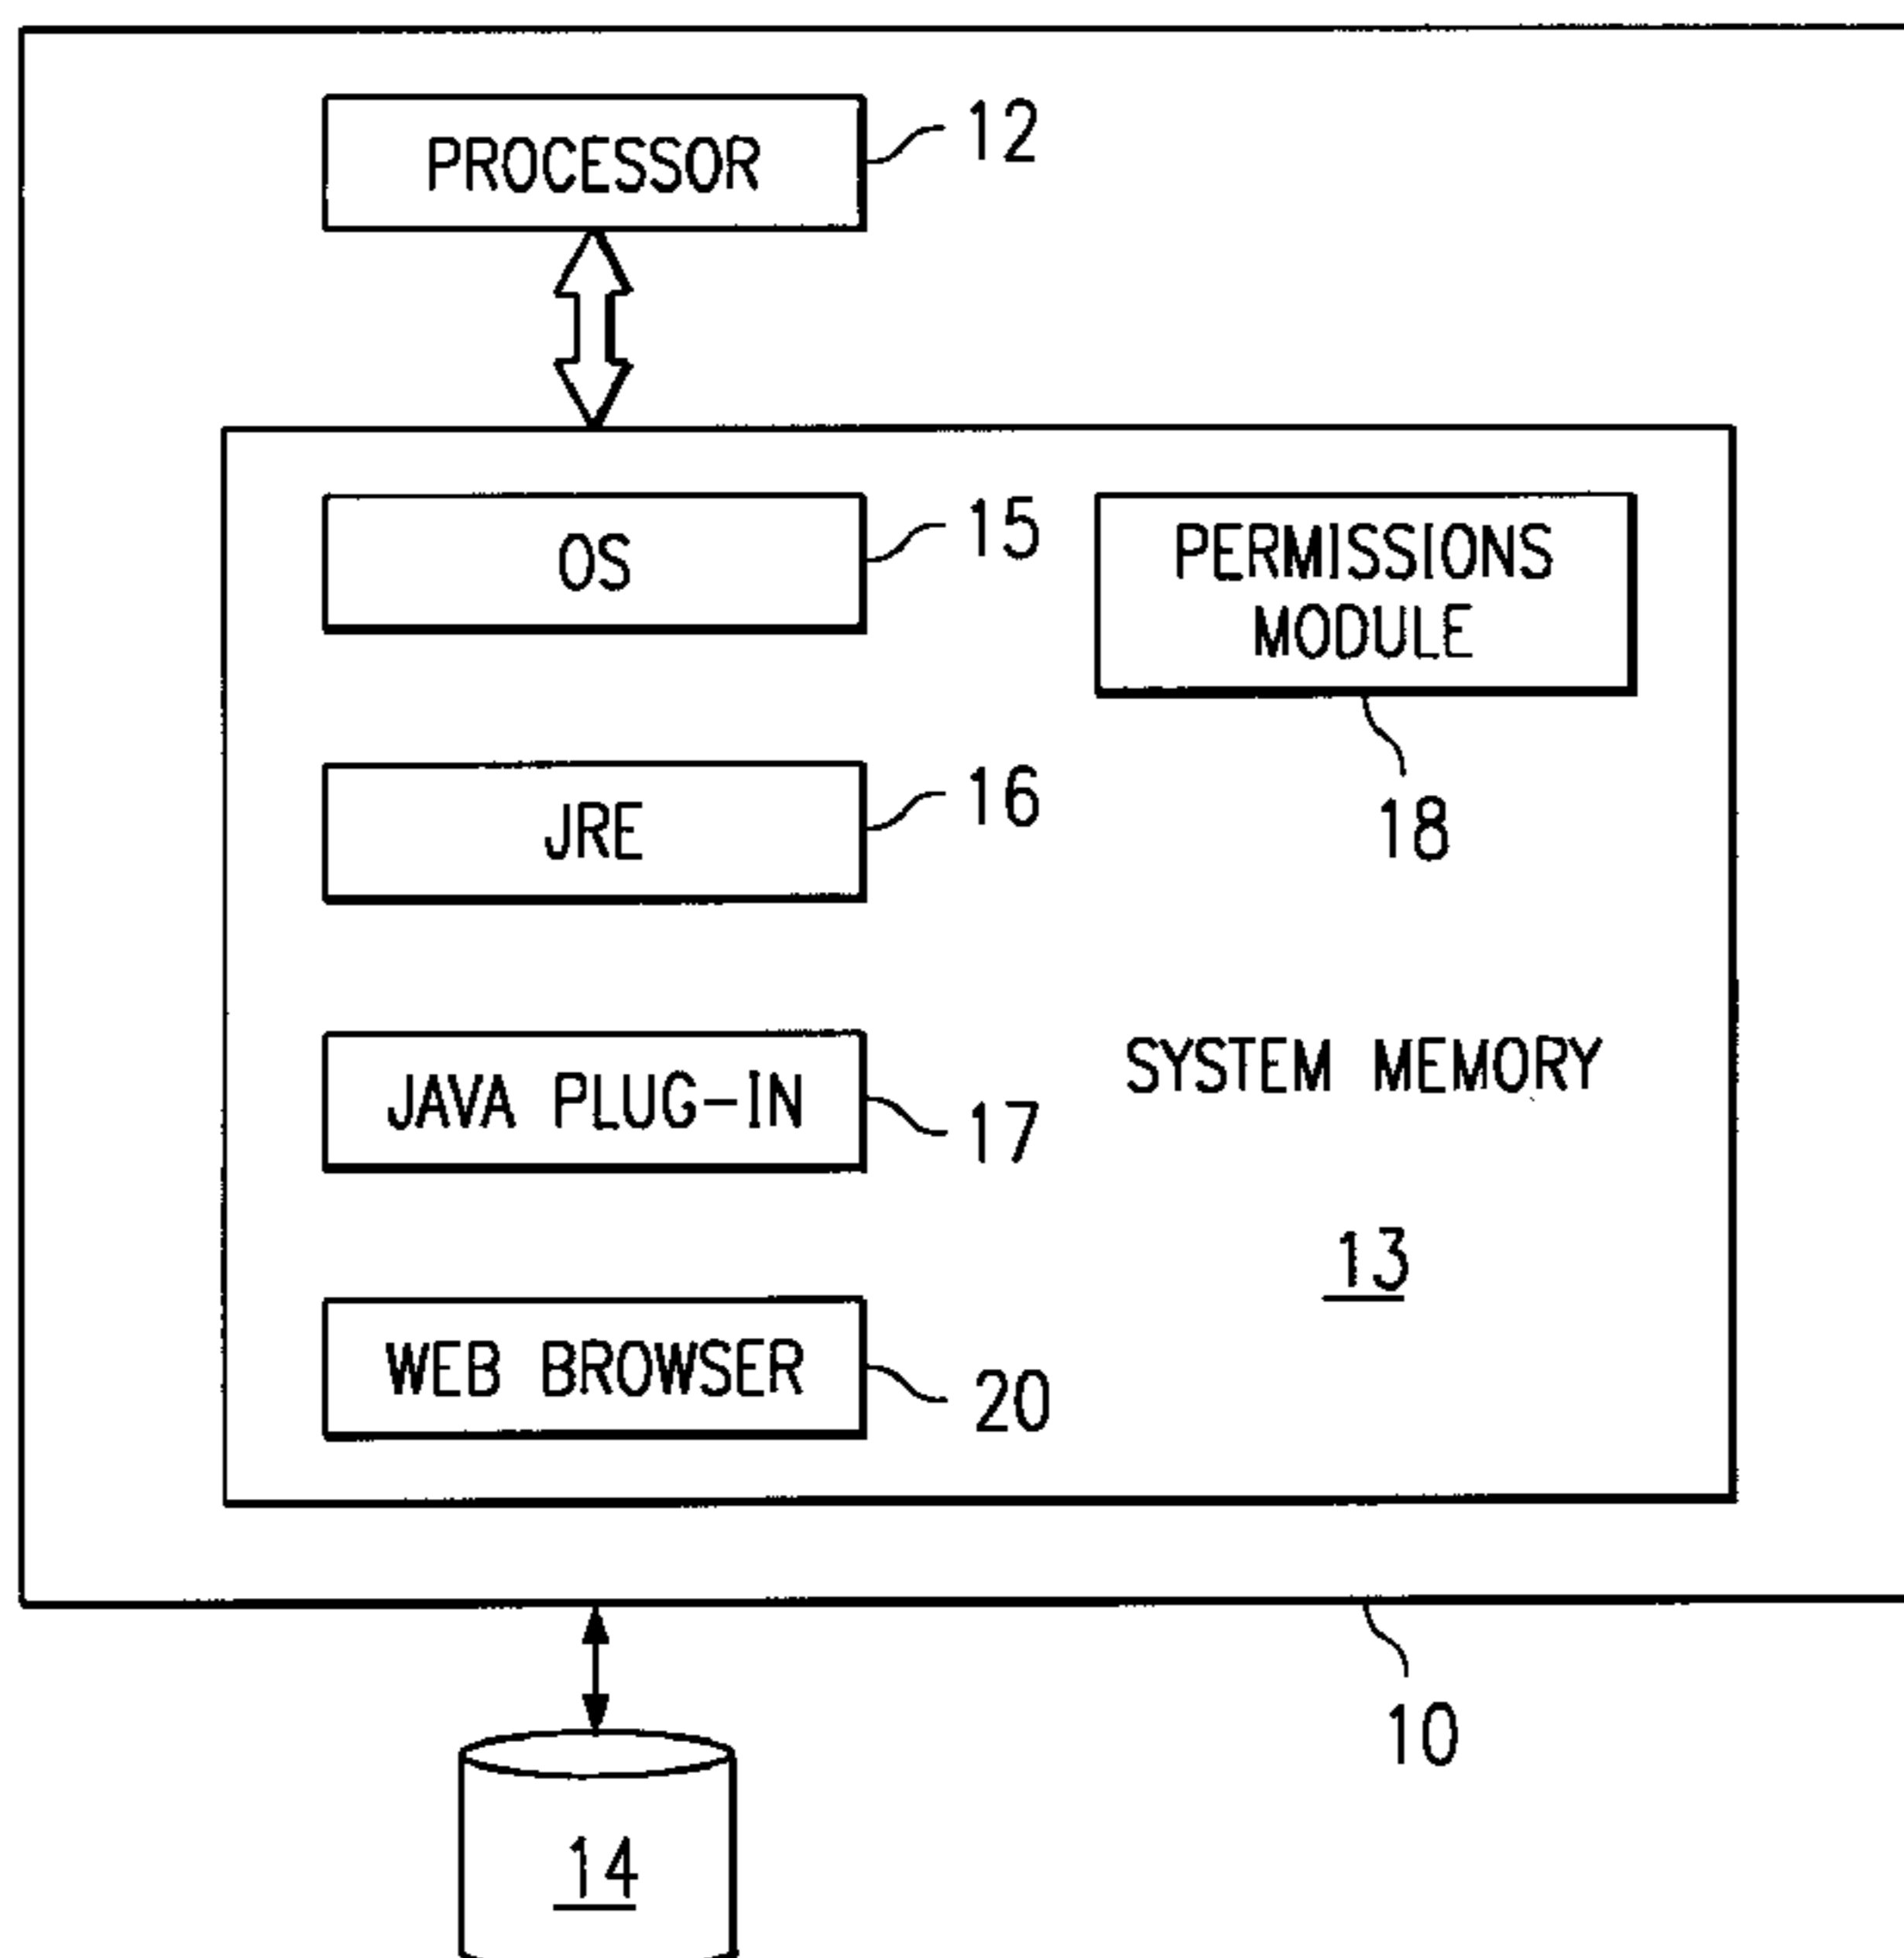 PROCESSOR
12
OS
15
PERMISSIONS
MODULE
18
JRE
16
JAVA PLUG-IN
17
SYSTEM MEMORY
13
WEB BROWSER
20
10
14